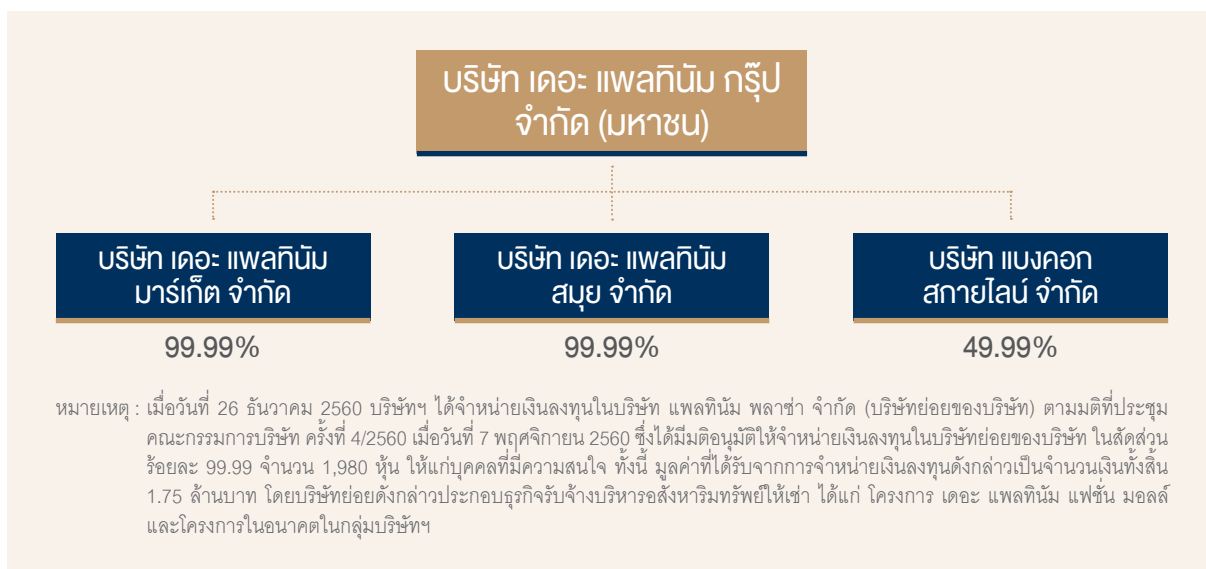 บริษัท เดอะ แพลทินัม กรุ๊ป
จำกัด (มหาชน)
บริษัท เดอะ แพลทินัม
มาร์เก็ต จำกัด
99.99%
บริษัท เดอะ แพลทินัม
สมุย จำกัด
99.99%
บริษัท แบงคอก
สกายไลน์ จำกัด
49.99%
หมายเหตุ : เมื่อวันที่ 26 ธันวาคม 2560 บริษัทฯ ได้จำหน่ายเงินลงทุนในบริษัท แพลทินัม พลาซ่า จำกัด (บริษัทย่อยของบริษัท) ตามมติที่ประชุม
คณะกรรมการบริษัท ครั้งที่ 4/2560 เมื่อวันที่ 7 พฤศจิกายน 2560 ซึ่งได้มีมติอนุมัติให้จำหน่ายเงินลงทุนในบริษัทย่อยของบริษัท ในสัดส่วน
ร้อยละ 99.99 จำนวน 1,980 หุ้น ให้แก่บุคคลที่มีความสนใจ ทั้งนี้ มูลค่าที่ได้รับจากการจำหน่ายเงินลงทุนดังกล่าวเป็นจำนวนเงินทั้งสิ้น
1.75 ล้านบาท โดยบริษัทย่อยดังกล่าวประกอบธุรกิจรับจ้างบริหารอสังหาริมทรัพย์ให้เช่า ได้แก่ โครงการ เดอะ แพลทินัม แฟชั่น มอลล์
และโครงการในอนาคตในกลุ่มบริษัทฯ